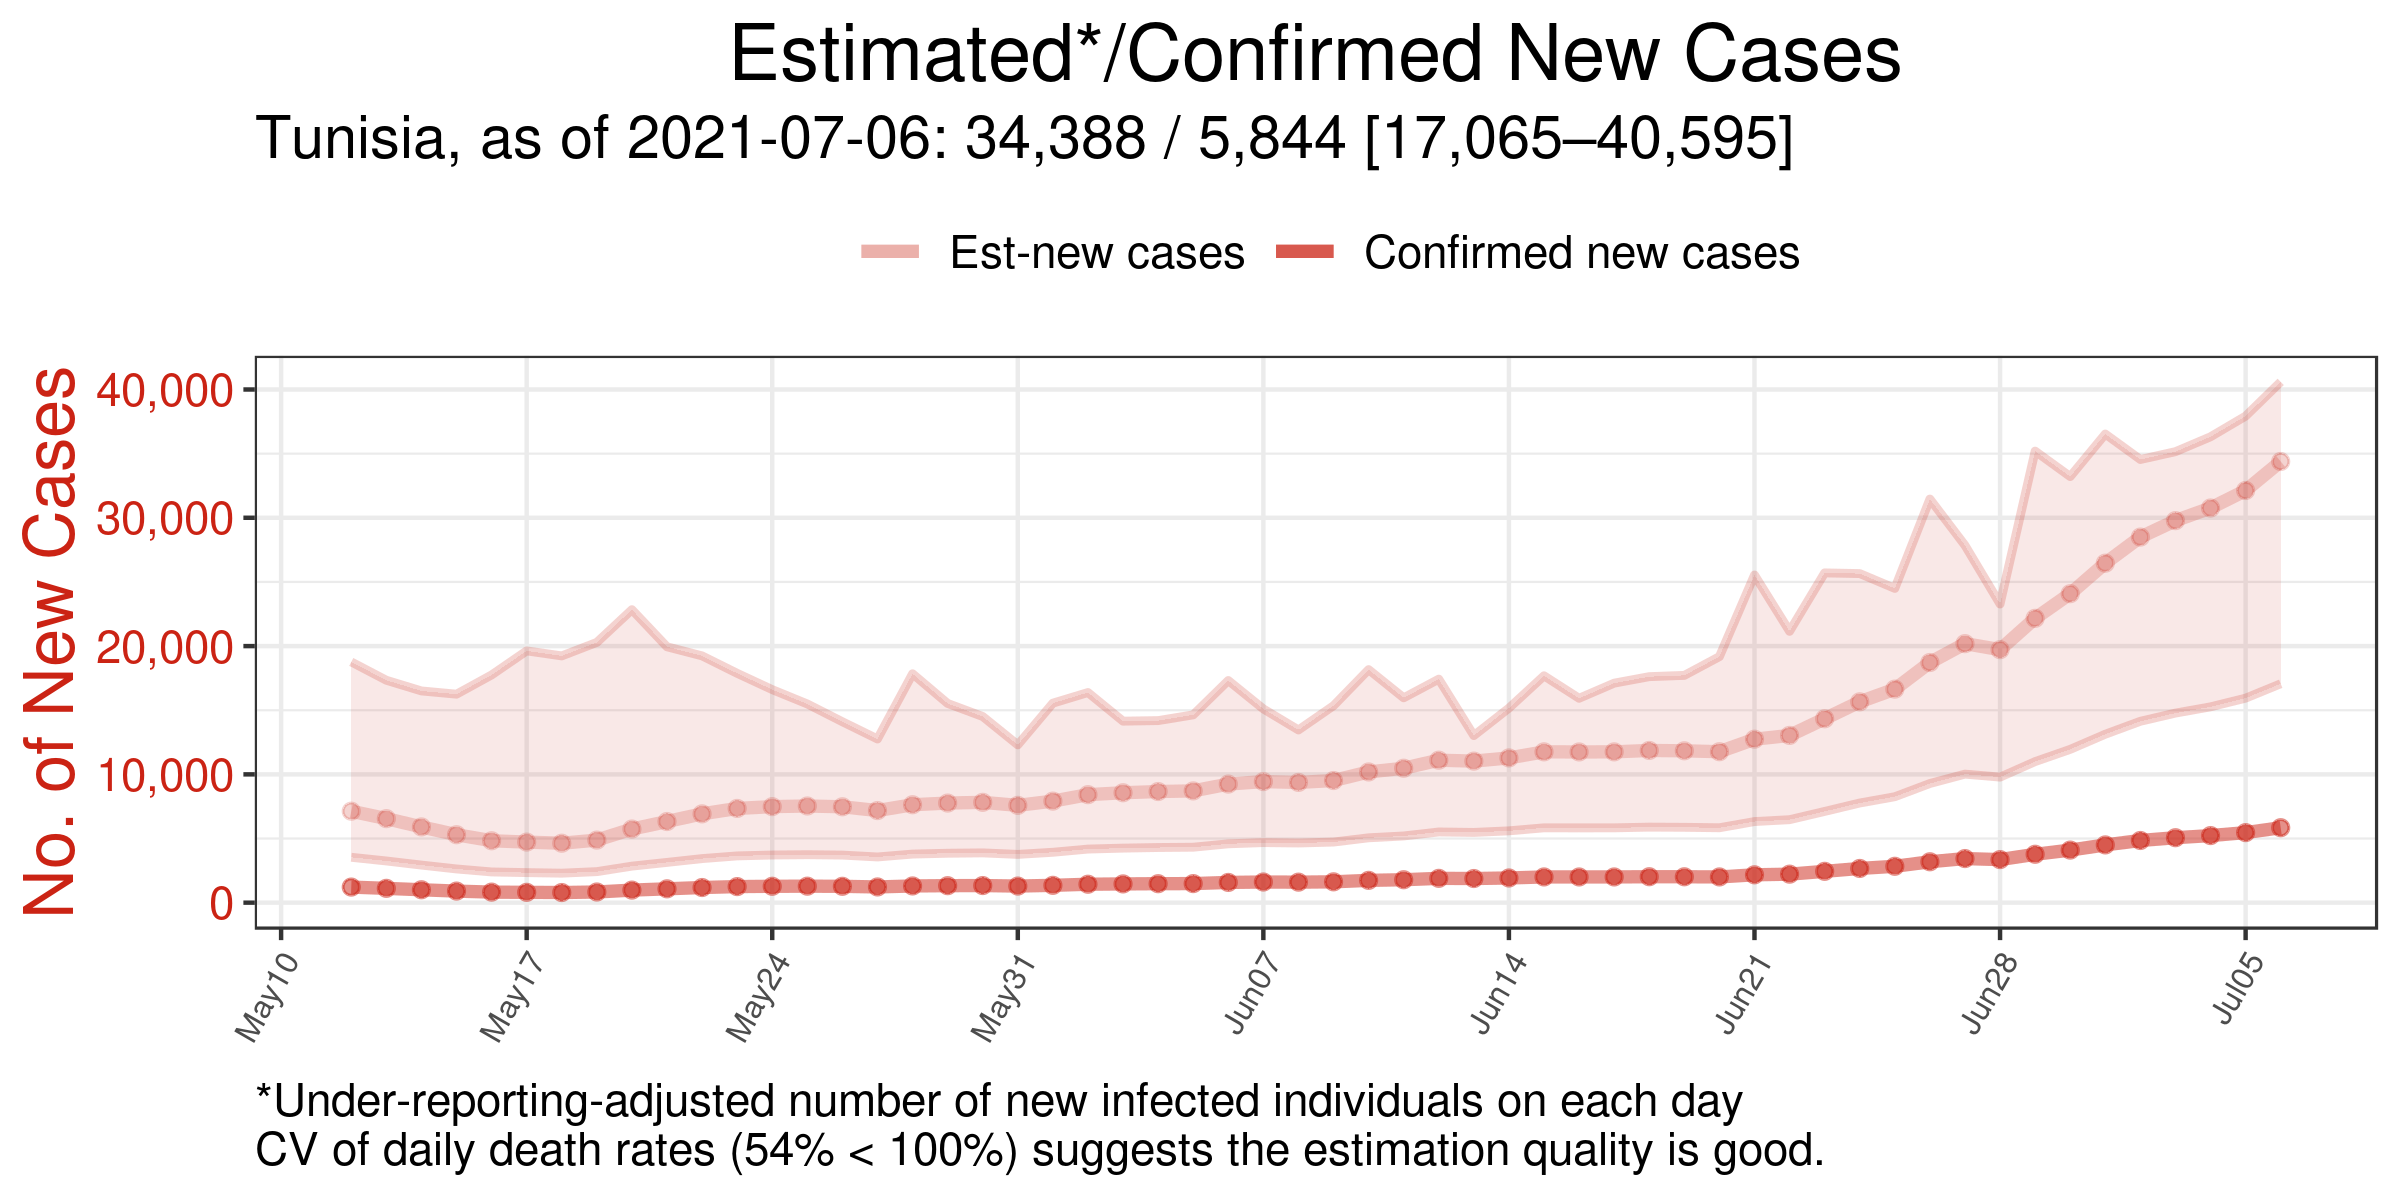 Estimated*/Confirmed New Cases
Tunisia, as of 2021-07-06: 34,388 / 5,844 [17,065–40,595]
Est-new cases
Confirmed new cases
No. of New Cases
40,000
30,000
20,000
10,000
0
May10
May17
May24
May31
Jun07
Jun14
Jun21
Jun28
Jul05
*Under-reporting-adjusted number of new infected individuals on each day
CV of daily death rates (54% < 100%) suggests the estimation quality is good.